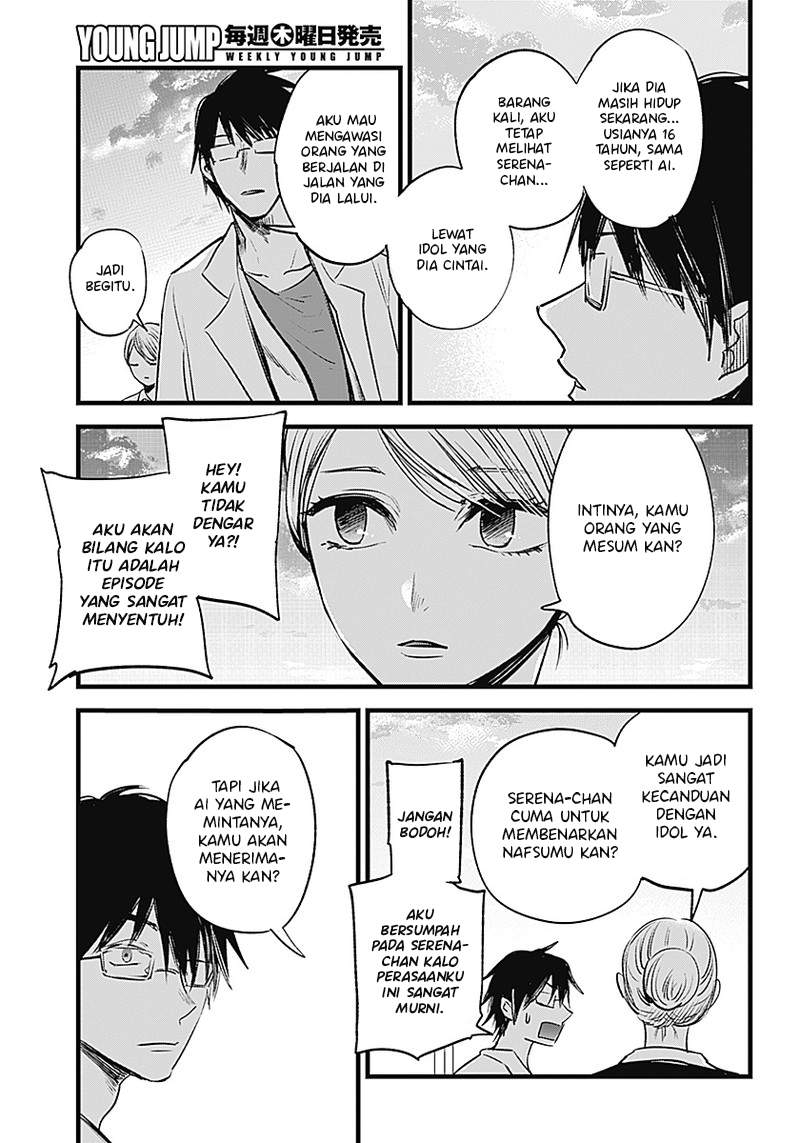 YOUNG JUMP 毎週木曜日発売
WEEKLY YOUNG JUMP
JIKA DIA
MASIH HIDUP
SEKARANG...
USIANYA 16
TAHUN, SAMA
SEPERTI AI.
BARANG
KALI, AKU
TETAP
MELIHAT
SERENA-
CHAN...
LEWAT
IDOL YANG
DIA CINTAI.
AKU MAU
MENGAWASI
ORANG YANG
BERJALAN DI
JALAN YANG
DIA LALUI.
JADI
BEGITU.
INTINYA, KAMU
ORANG YANG
MESUM KAN?
HEY!
KAMU
TIDAK
DENGAR
YA?!
AKU AKAN
BILANG KALO
ITU ADALAH
EPISODE
YANG SANGAT
MENYENTUH!
KAMU JADI
SANGAT
KECANDUAN
DENGAN
IDOL YA.
SERENA-CHAN
CUMA UNTUK
MEMBENARKAN
NAFSUMU KAN?
JANGAN
BODOH!
AKU
BERSUMPAH
PADA SERENA-
CHAN KALO
PERASAANKU
INI SANGAT
MURNI.
TAPI JIKA
AI YANG ME-
MINTANYA,
KAMU AKAN
MENERIMA-
NYA KAN?